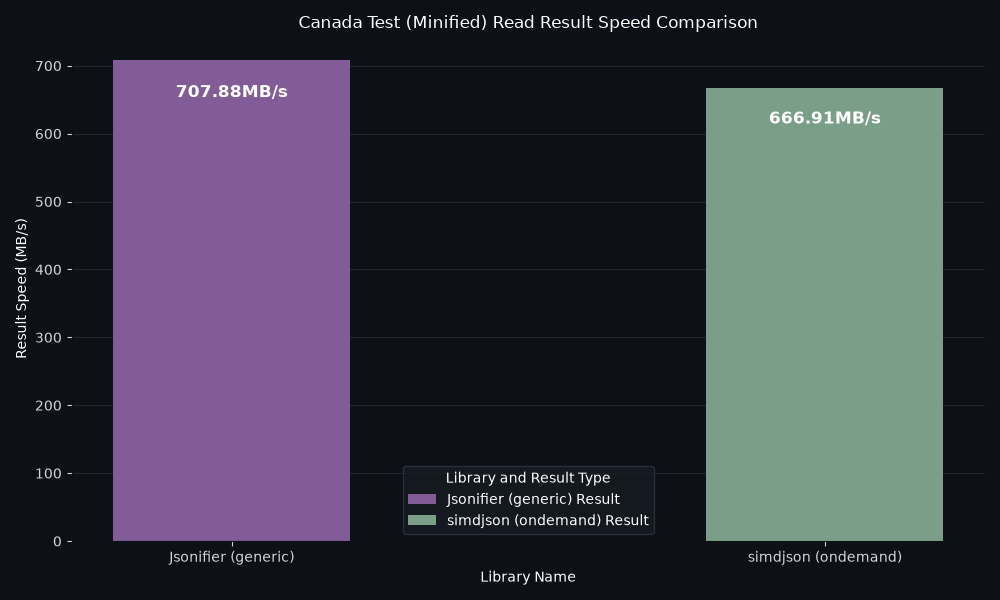 Canada Test (Minified) Read Result Speed Comparison
700
600
500
400
300
200
100
0
Result Speed (MB/s)
707.88MB/s
666.91MB/s
Library and Result Type
Jsonifier (generic) Result
simdjson (ondemand) Result
Jsonifier (generic)
simdjson (ondemand)
Library Name